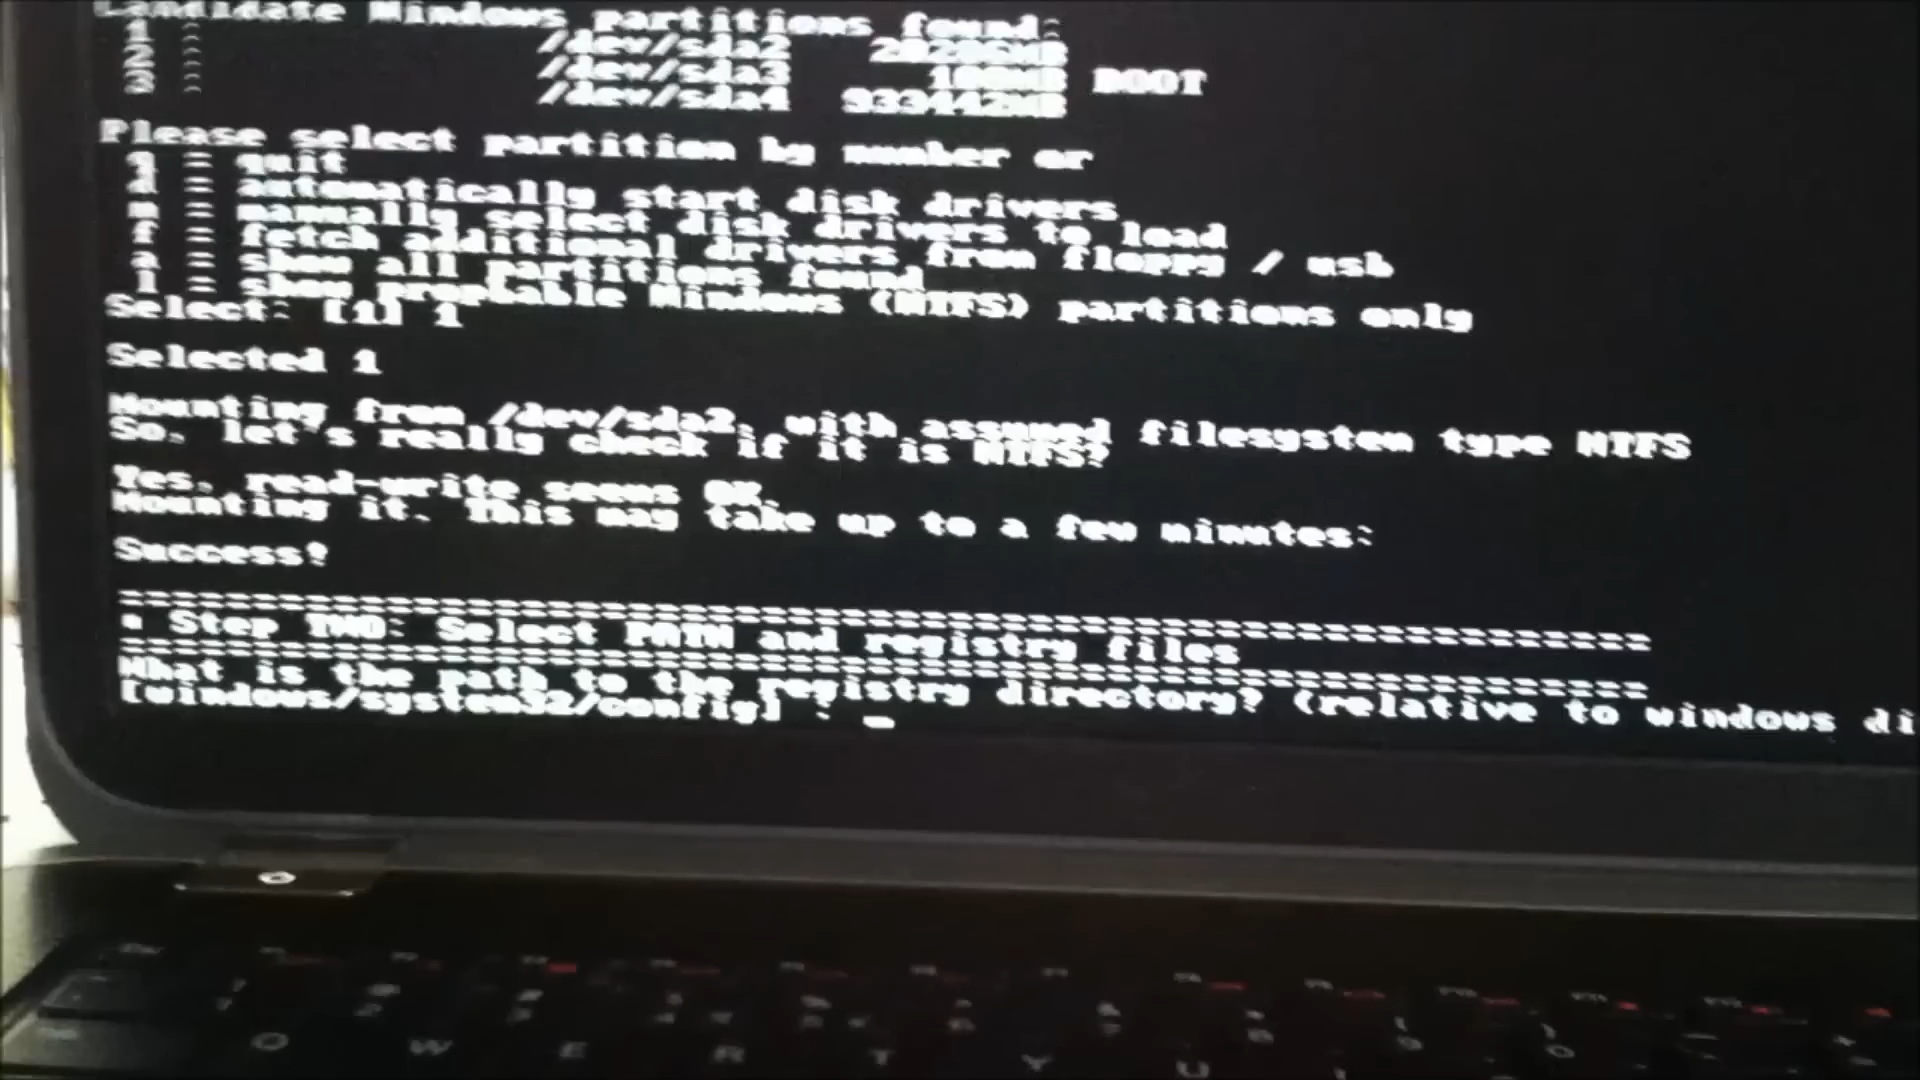 Candidate Windows partitions found:
1 : /dev/sda2 20286MB
2 : /dev/sda3 100MB BOOT
3 : /dev/sda4 933442MB
Please select partition by number or
q = quit
d = automatically start disk drivers
m = manually select disk drivers to load
f = fetch additional drivers from floppy / usb
a = show all partitions found
l = show propbable Windows (NTFS) partitions only
Select: [1] 1
Selected 1
Mounting from /dev/sda2, with assumed filesystem type NTFS
So, let's really check if it is NTFS?
Yes, read-write seems OK.
Mounting it. This may take up to a few minutes:
Success!
=========================================================
* Step TWO: Select PATH and registry files
=========================================================
What is the path to the registry directory? (relative to windows di
[windows/system32/config] : _
Q W E R T Y U